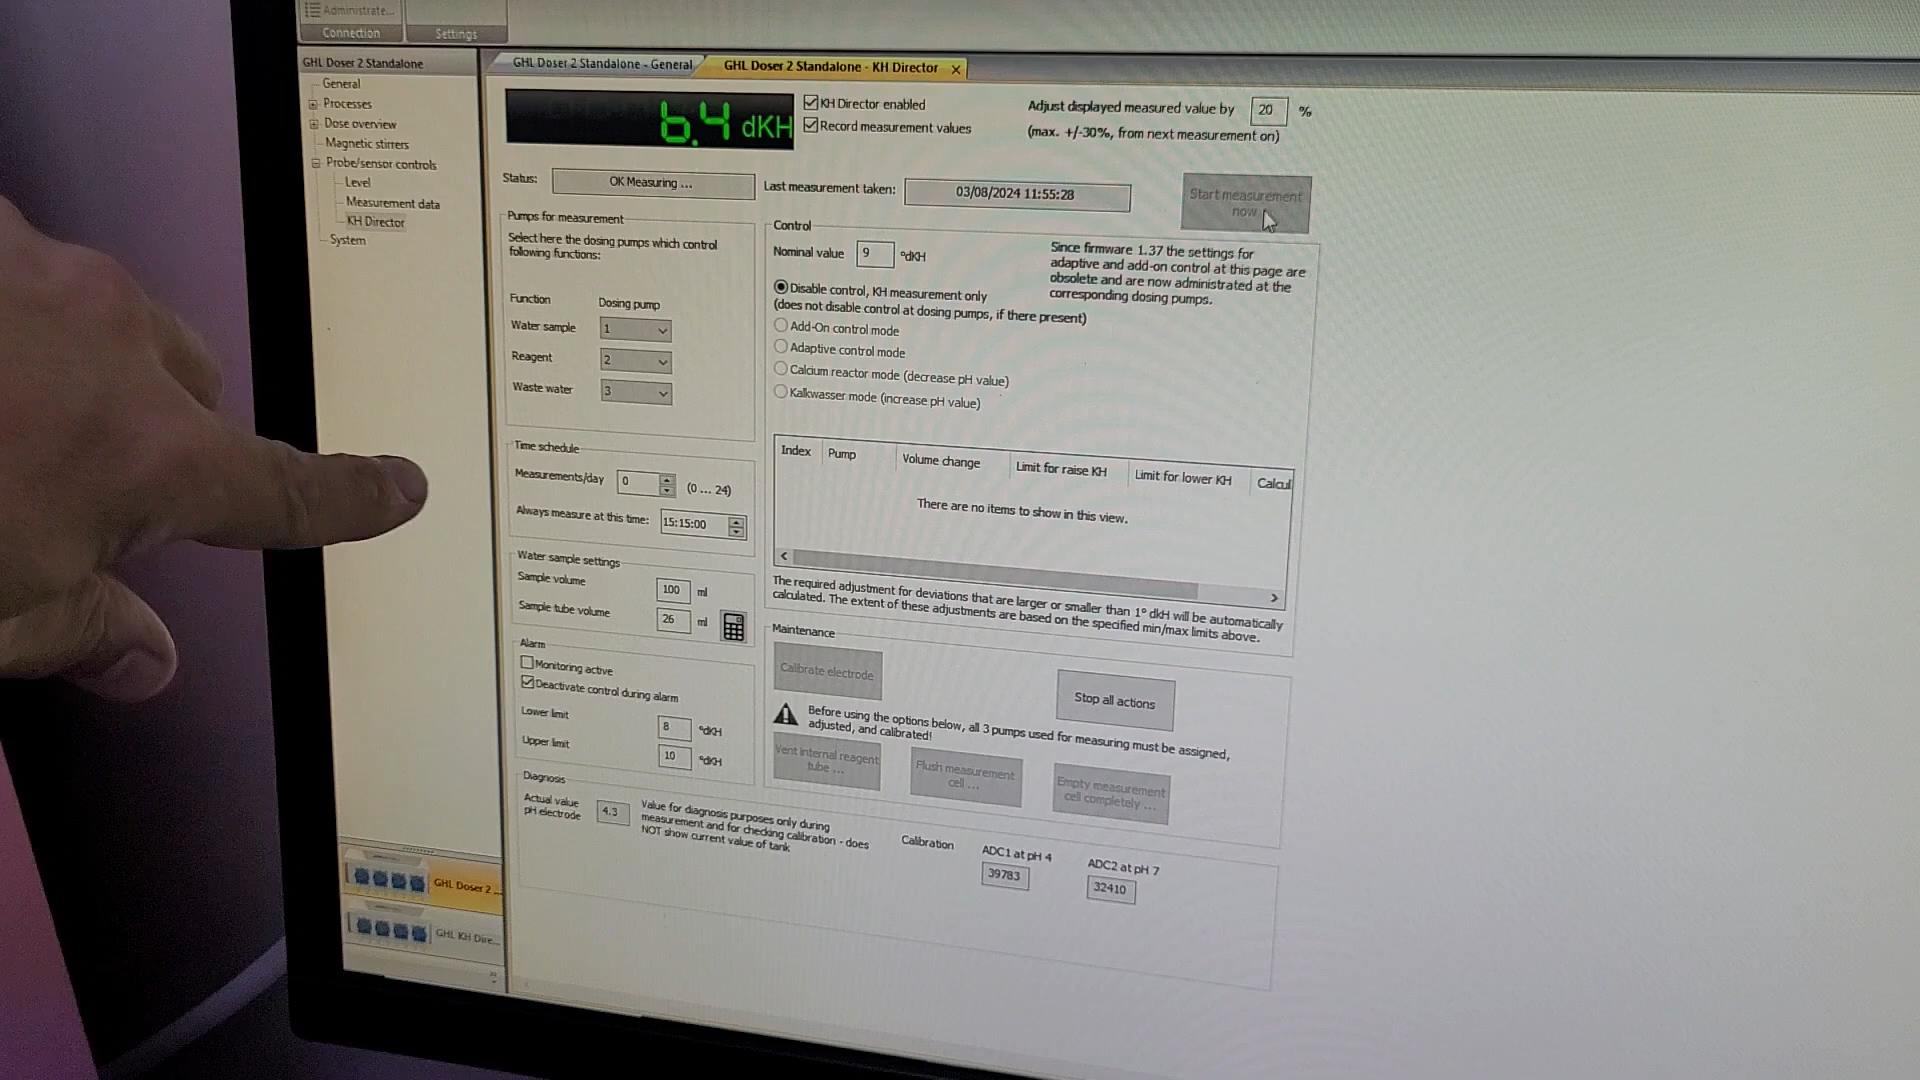 Administrate...
Connection
Settings
GHL Doser 2 Standalone
General
Processes
Dose overview
Magnetic stirrers
Probe/sensor controls
Level
Measurement data
KH Director
System
GHL Doser 2 Standalone - General
GHL Doser 2 Standalone - KH Director
6.4 dKH
KH Director enabled
Record measurement values
Adjust displayed measured value by 20 %
(max. +/-30%, from next measurement on)
Status: OK Measuring ...
Last measurement taken: 03/08/2024 11:55:28
Start measurement
now
Pumps for measurement
Select here the dosing pumps which control
following functions:
Function Dosing pump
Water sample 1
Reagent 2
Waste water 3
Control
Nominal value 9 °dKH
Since firmware 1.37 the settings for
adaptive and add-on control at this page are
obsolete and are now administrated at the
corresponding dosing pumps.
Disable control, KH measurement only
(does not disable control at dosing pumps, if there present)
Add-On control mode
Adaptive control mode
Calcium reactor mode (decrease pH value)
Kalkwasser mode (increase pH value)
Time schedule
Measurements/day 0 (0 ... 24)
Always measure at this time: 15:15:00
Index Pump Volume change Limit for raise KH Limit for lower KH Calcul
There are no items to show in this view.
The required adjustment for deviations that are larger or smaller than 1° dkH will be automatically
calculated. The extent of these adjustments are based on the specified min/max limits above.
Water sample settings
Sample volume 100 ml
Sample tube volume 26 ml
Alarm
Monitoring active
Deactivate control during alarm
Lower limit 8 °dKH
Upper limit 10 °dKH
Maintenance
Calibrate electrode
Stop all actions
Before using the options below, all 3 pumps used for measuring must be assigned,
adjusted, and calibrated!
Vent internal reagent
tube ...
Flush measurement
cell ...
Empty measurement
cell completely ...
Diagnosis
Actual value
pH electrode
4.3
Value for diagnosis purposes only during
measurement and for checking calibration - does
NOT show current value of tank
Calibration
ADC1 at pH 4
39783
ADC2 at pH 7
32410
GHL Doser 2 ...
GHL KH Dire...